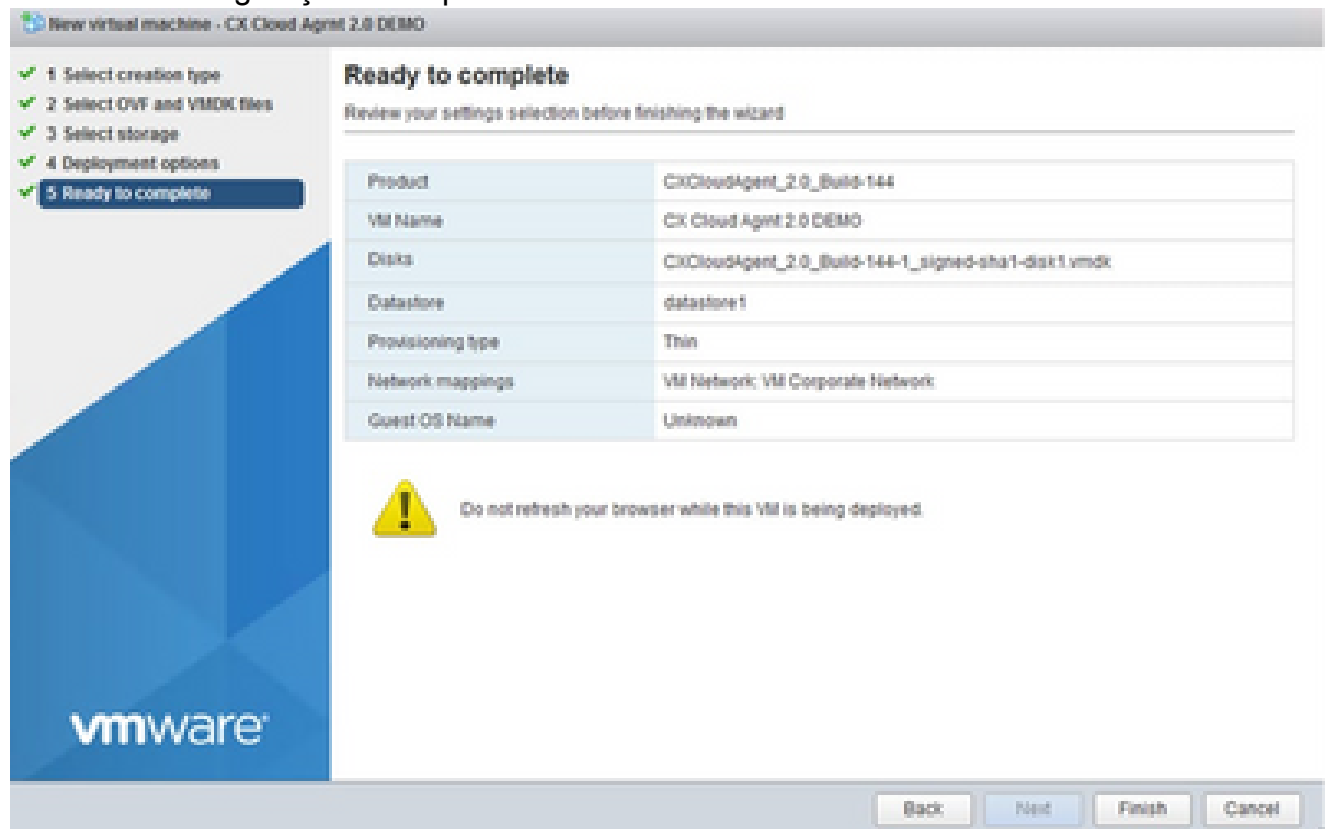 New virtual machine - CX Cloud Agmt 2.0 DEMO
1 Select creation type
2 Select OVF and VMDK files
3 Select storage
4 Deployment options
5 Ready to complete
Ready to complete
Review your settings selection before finishing the wizard
Product CXCloudAgent_2.0_Build-144
VM Name CX Cloud Agmt 2.0 DEMO
Disks CXCloudAgent_2.0_Build-144-1_signed-sha1-disk1.vmdk
Datastore datastore1
Provisioning type Thin
Network mappings VM Network: VM Corporate Network
Guest OS Name Unknown
Do not refresh your browser while this VM is being deployed.
vmware
Back Next Finish Cancel